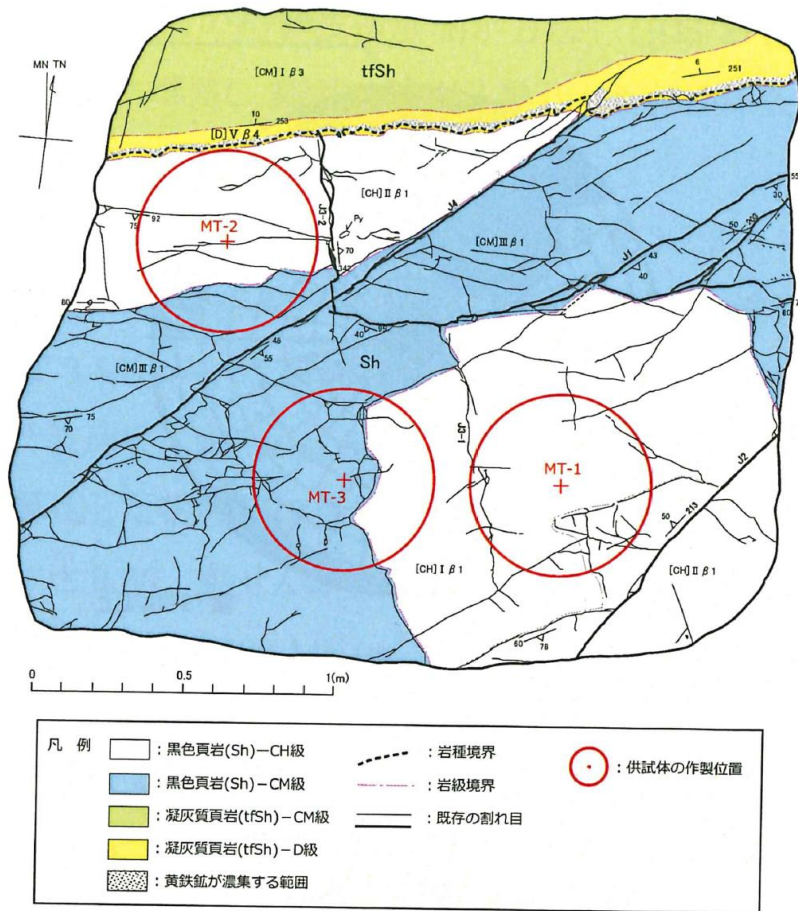 MN TN
[CM] Ⅰ β3
tfSh
6
251
10
253
[D] Ⅴ β4
[CH] Ⅱ β1
J4
J3-2
Py
75
92
MT-2
70
42
[CM] Ⅲ β1
J1
50
200
55
30
43
40
80
60
[CM] Ⅲ β1
46
55
40
Sh
75
70
J3-1
MT-3
MT-1
J2
50
213
[CH] Ⅰ β1
[CH] Ⅱ β1
60
78
0 0.5 1(m)
凡 例
：黒色頁岩(Sh)−CH級
：黒色頁岩(Sh)−CM級
：凝灰質頁岩(tfSh)−CM級
：凝灰質頁岩(tfSh)−D級
：黄鉄鉱が濃集する範囲
：岩種境界
：岩級境界
：既存の割れ目
：供試体の作製位置